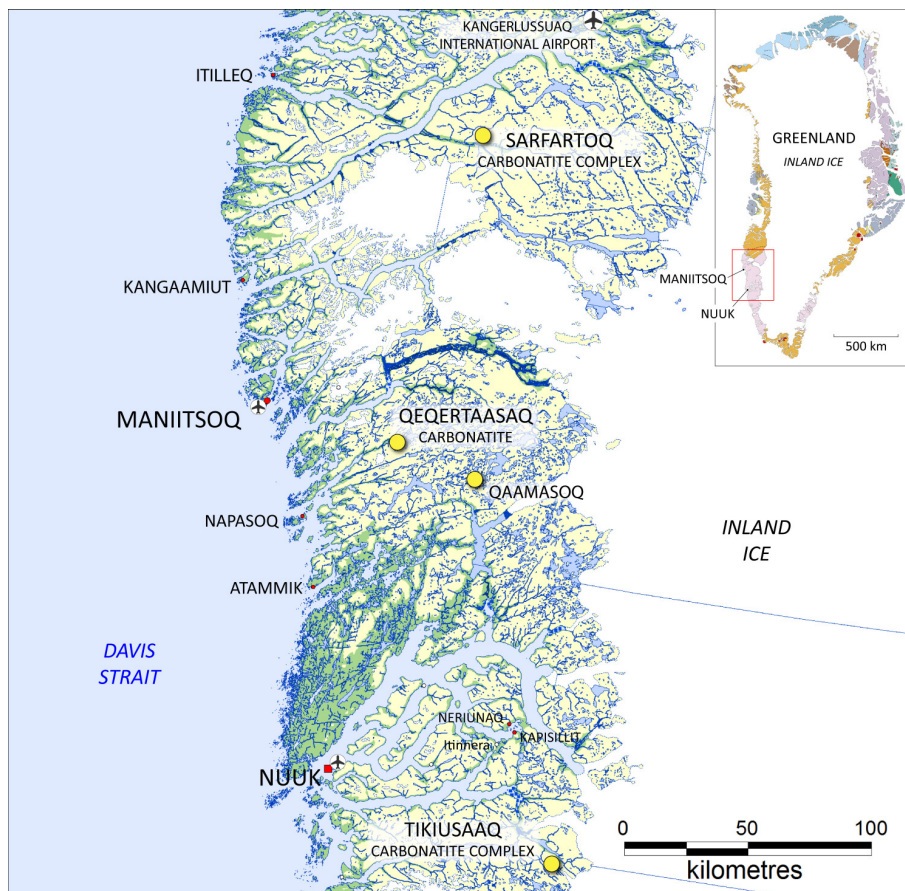 KANGERLUSSUAQ
INTERNATIONAL AIRPORT
ITILLEQ
SARFARTOQ
CARBONATITE COMPLEX
GREENLAND
INLAND ICE
MANIITSOQ
NUUK
500 km
KANGAAMIUT
MANIITSOQ
QEQERTAASAQ
CARBONATITE
QAAMASOQ
NAPASOQ
INLAND
ICE
ATAMMIK
DAVIS
STRAIT
NERIUNAQ
KAPISILLIT
Itinnera
NUUK
TIKIUSAAQ
CARBONATITE COMPLEX
0 50 100
kilometres